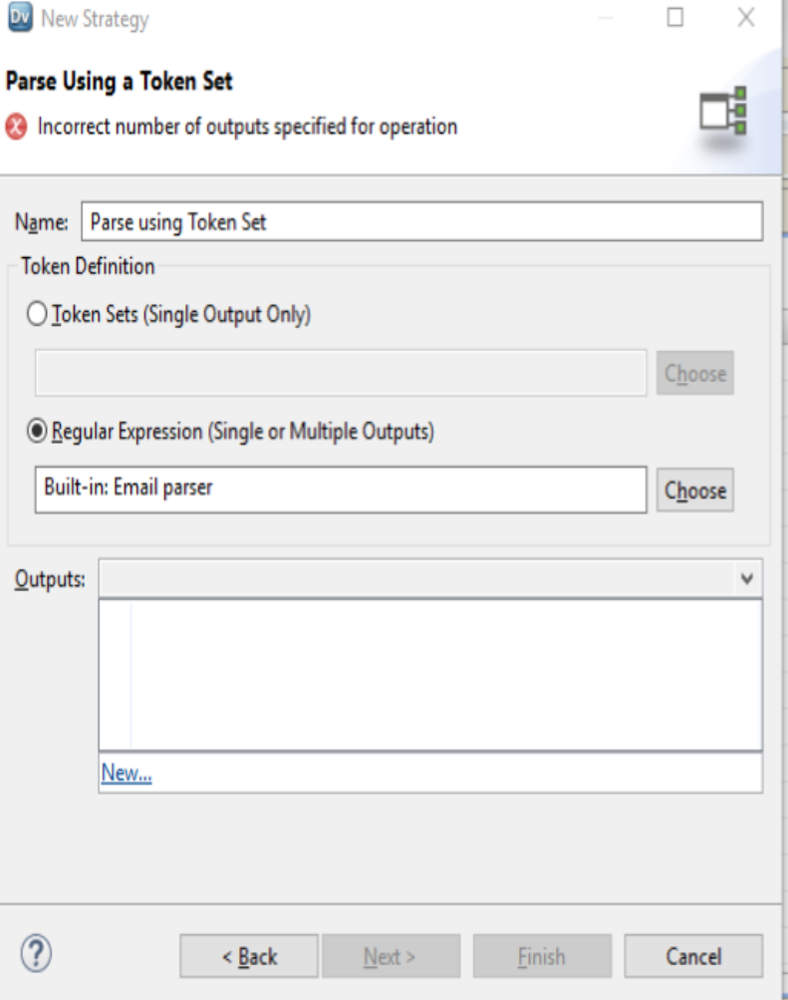 Dv New Strategy
Parse Using a Token Set
Incorrect number of outputs specified for operation
Name: Parse using Token Set
Token Definition
Token Sets (Single Output Only)
Choose
Regular Expression (Single or Multiple Outputs)
Built-in: Email parser Choose
Outputs:
New...
? < Back Next > Finish Cancel